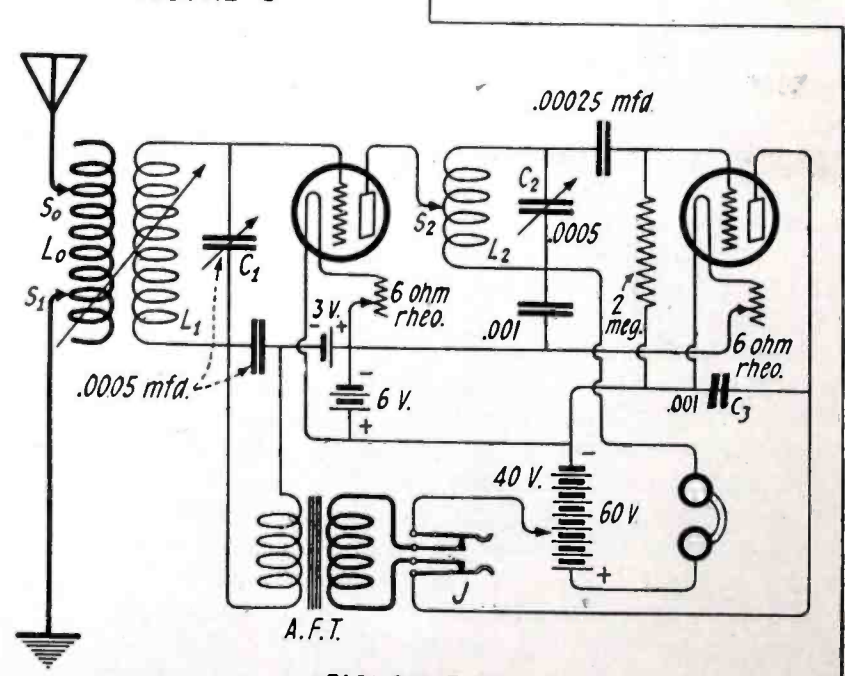 .00025 mfd.
S0
L0
S1
L1
C1
.0005 mfd.
3 V.
- +
6 ohm
rheo.
-
6 V.
+
S2
L2
C2
.0005
.001
2
meg.
6 ohm
rheo.
.001 C3
40 V.
-
60 V
+
J
A.F.T.